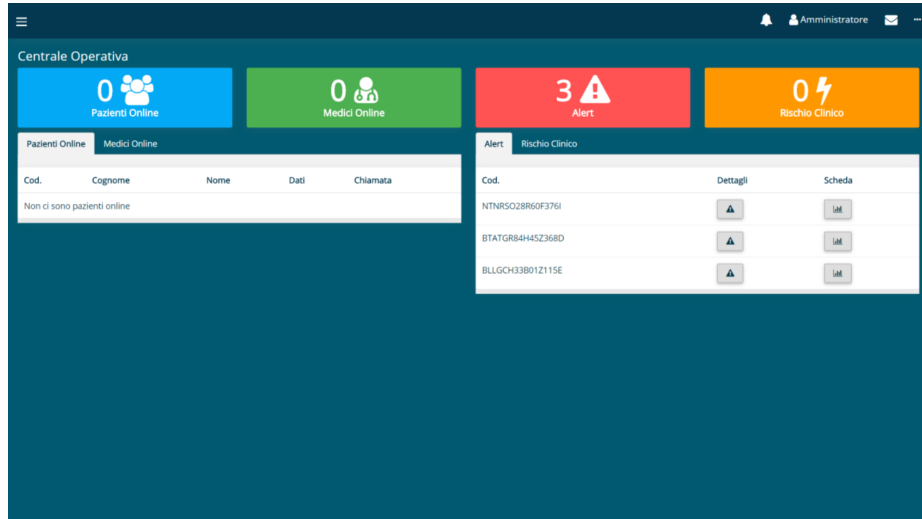 Amministratore
Centrale Operativa
0
Pazienti Online
0
Medici Online
3
Alert
0
Rischio Clinico
Pazienti Online Medici Online
Cod. Cognome Nome Dati Chiamata
Non ci sono pazienti online
Alert Rischio Clinico
Cod. Dettagli Scheda
NTNRSO28R60F376I
BTATGR84H45Z368D
BLLGCH33B01Z115E